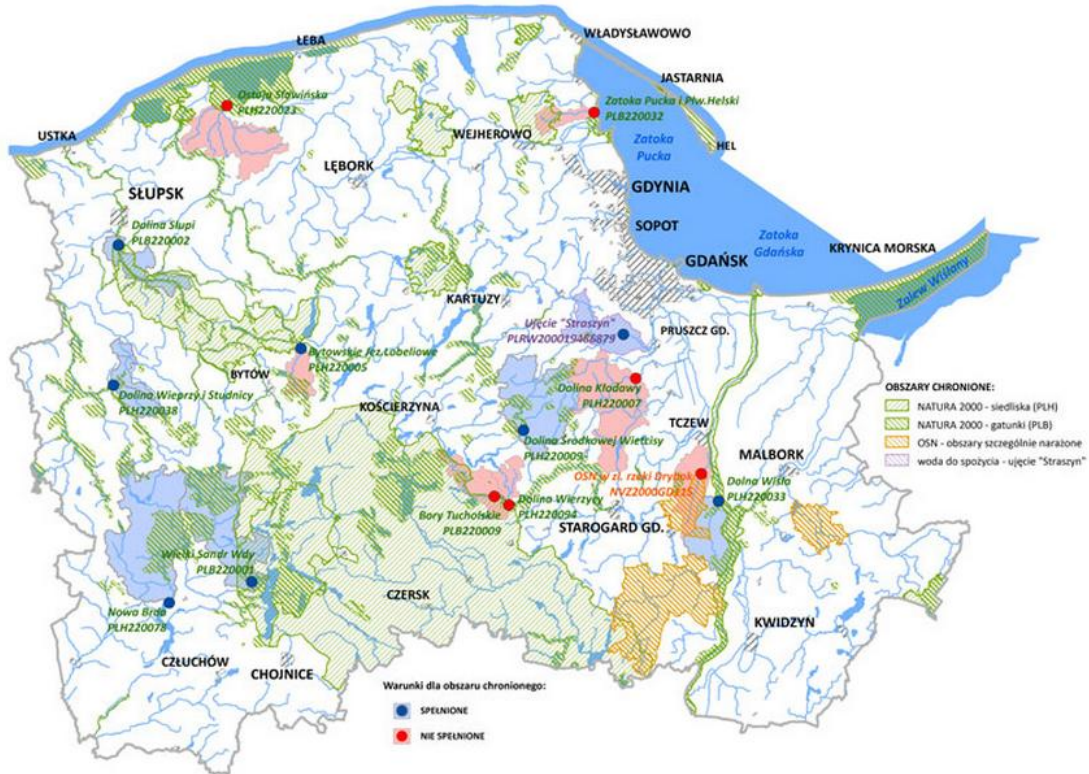 WŁADYSŁAWOWO
ŁEBA
JASTARNIA
Ostoja Słowińska
PLH220023
Zatoka Pucka i Płw.Helski
PLB220032
USTKA
WEJHEROWO
Zatoka
Pucka
HEL
LĘBORK
GDYNIA
SŁUPSK
SOPOT
Dolina Słupi
PLB220002
Zatoka
Gdańska
KRYNICA MORSKA
GDAŃSK
Zalew Wiślany
KARTUZY
Ujęcie "Straszyn"
PLRW200019486879
PRUSZCZ GD.
Bytowskie Jez.Lobeliowe
PLH220005
BYTÓW
Dolina Wieprzy i Studnicy
PLH220038
Dolina Kłodawy
PLH220007
KOŚCIERZYNA
OBSZARY CHRONIONE:
NATURA 2000 - siedliska (PLH)
NATURA 2000 - gatunki (PLB)
OSN - obszary szczególnie narażone
woda do spożycia - ujęcie "Straszyn"
TCZEW
Dolina Środkowej Wietcisy
PLH220009
MALBORK
OSN w zl. rzeki Drybok
NVZ2000GD11S
Dolna Wisła
PLH220033
Dolina Wierzycy
PLH220094
Bory Tucholskie
PLB220009
STAROGARD GD.
Wielki Sandr Wdy
PLB220001
CZERSK
Nowa Brda
PLH220078
KWIDZYN
CZŁUCHÓW
CHOJNICE
Warunki dla obszaru chronionego:
SPEŁNIONE
NIE SPEŁNIONE